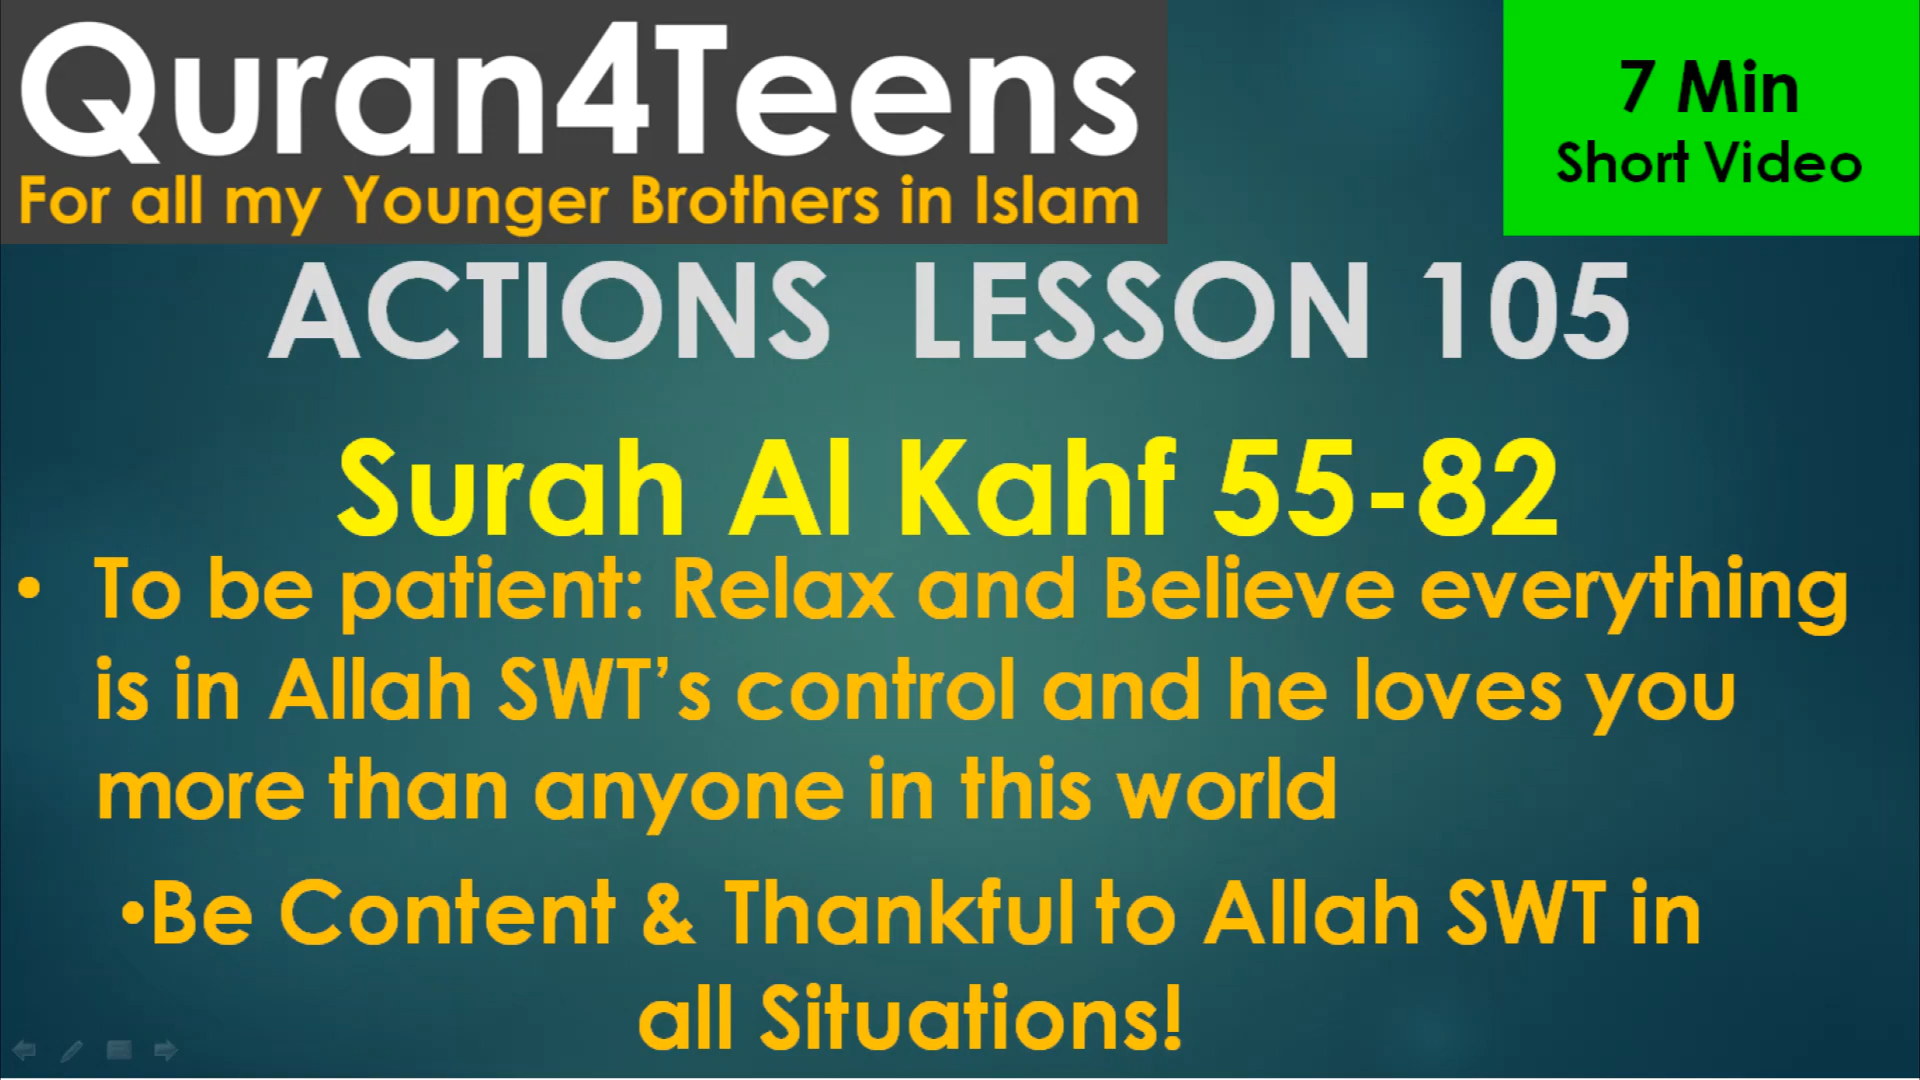 Quran4Teens
For all my Younger Brothers in Islam
7 Min
Short Video
ACTIONS LESSON 105
Surah Al Kahf 55-82
• To be patient: Relax and Believe everything
is in Allah SWT’s control and he loves you
more than anyone in this world
•Be Content & Thankful to Allah SWT in
all Situations!